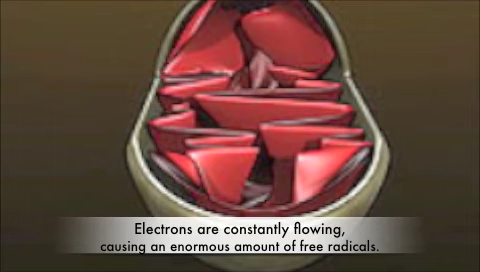 Electrons are constantly flowing,
causing an enormous amount of free radicals.